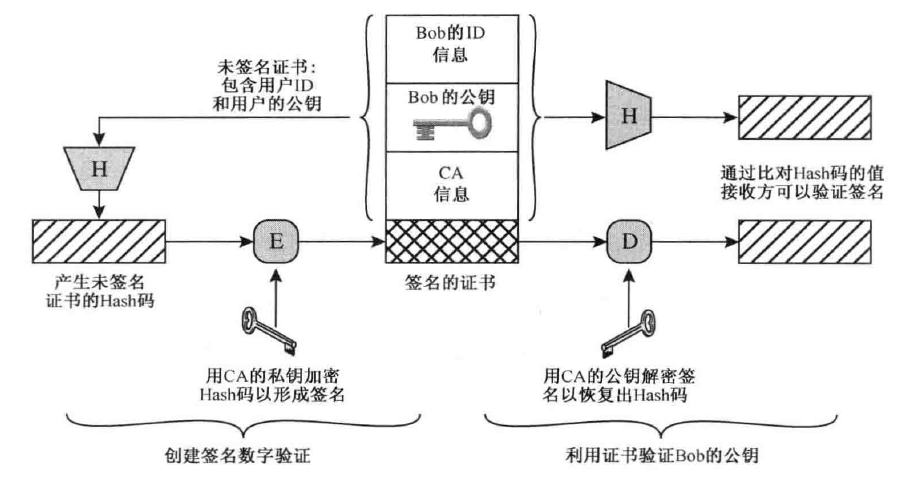 Bob的ID
信息
未签名证书：
包含用户ID
和用户的公钥
Bob的公钥
H
H
CA
信息
通过比对Hash码的值
接收方可以验证签名
E
D
产生未签名
证书的Hash码
签名的证书
用CA的私钥加密
Hash码以形成签名
用CA的公钥解密签
名以恢复出Hash码
创建签名数字验证
利用证书验证Bob的公钥